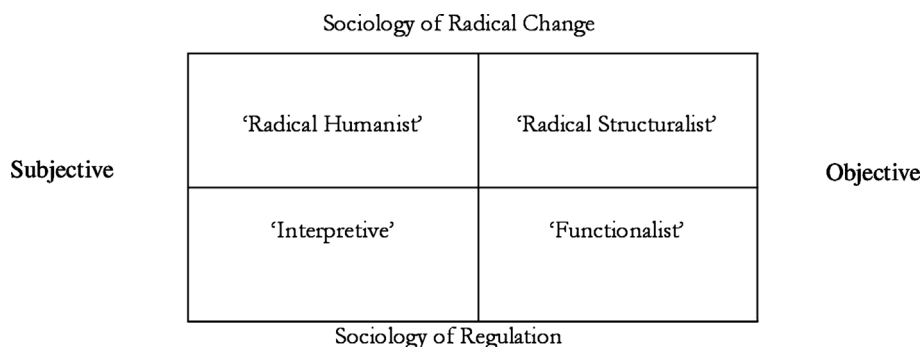 Sociology of Radical Change
‘Radical Humanist’ ‘Radical Structuralist’
Subjective Objective
‘Interpretive’ ‘Functionalist’
Sociology of Regulation